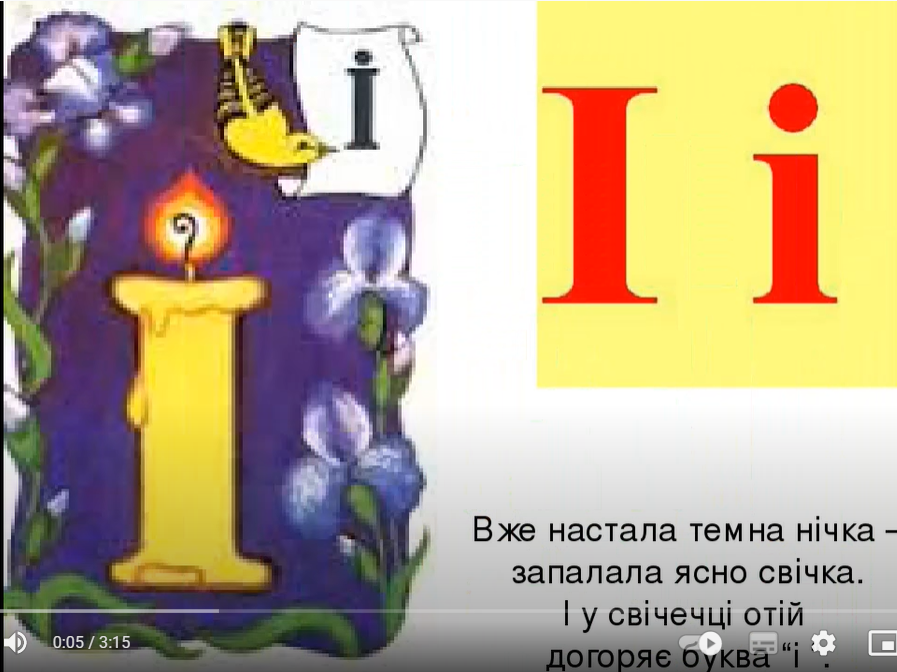 і
І і
Вже настала темна нічка –
запалала ясно свічка.
І у свічечці отій
догоряє буква “і
0:05 / 3:15